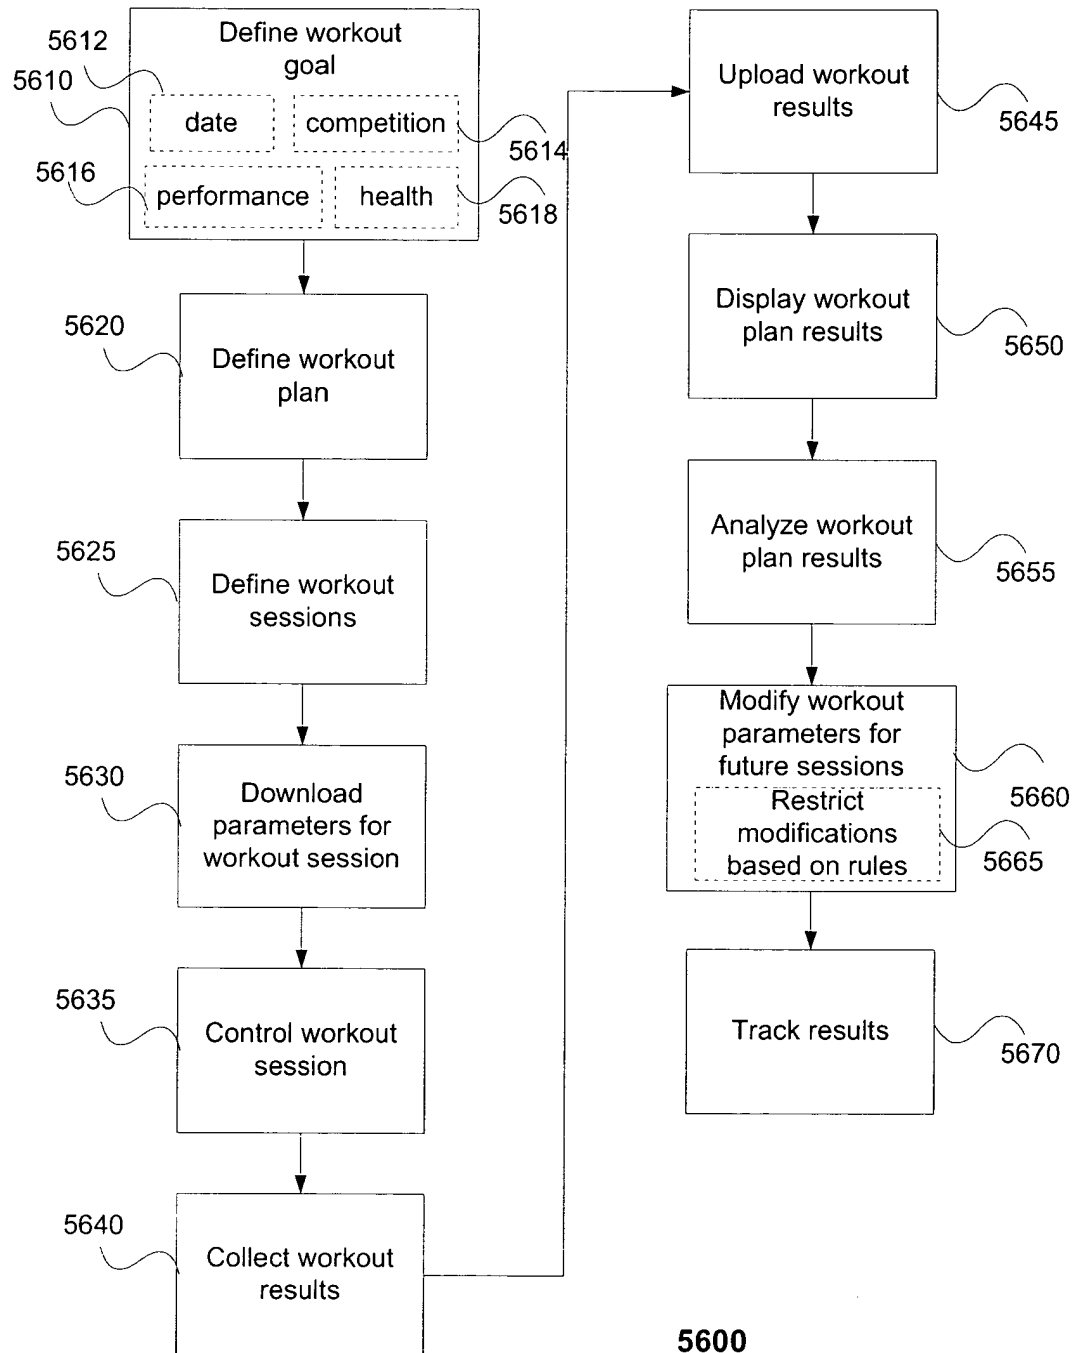 Define workout
goal
5612
5610
date
competition
5614
5616
performance
health
5618
5620
Define workout
plan
5625
Define workout
sessions
5630
Download
parameters for
workout session
5635
Control workout
session
5640
Collect workout
results
Upload workout
results
5645
Display workout
plan results
5650
Analyze workout
plan results
5655
Modify workout
parameters for
future sessions
5660
Restrict
modifications
based on rules
5665
Track results
5670
5600